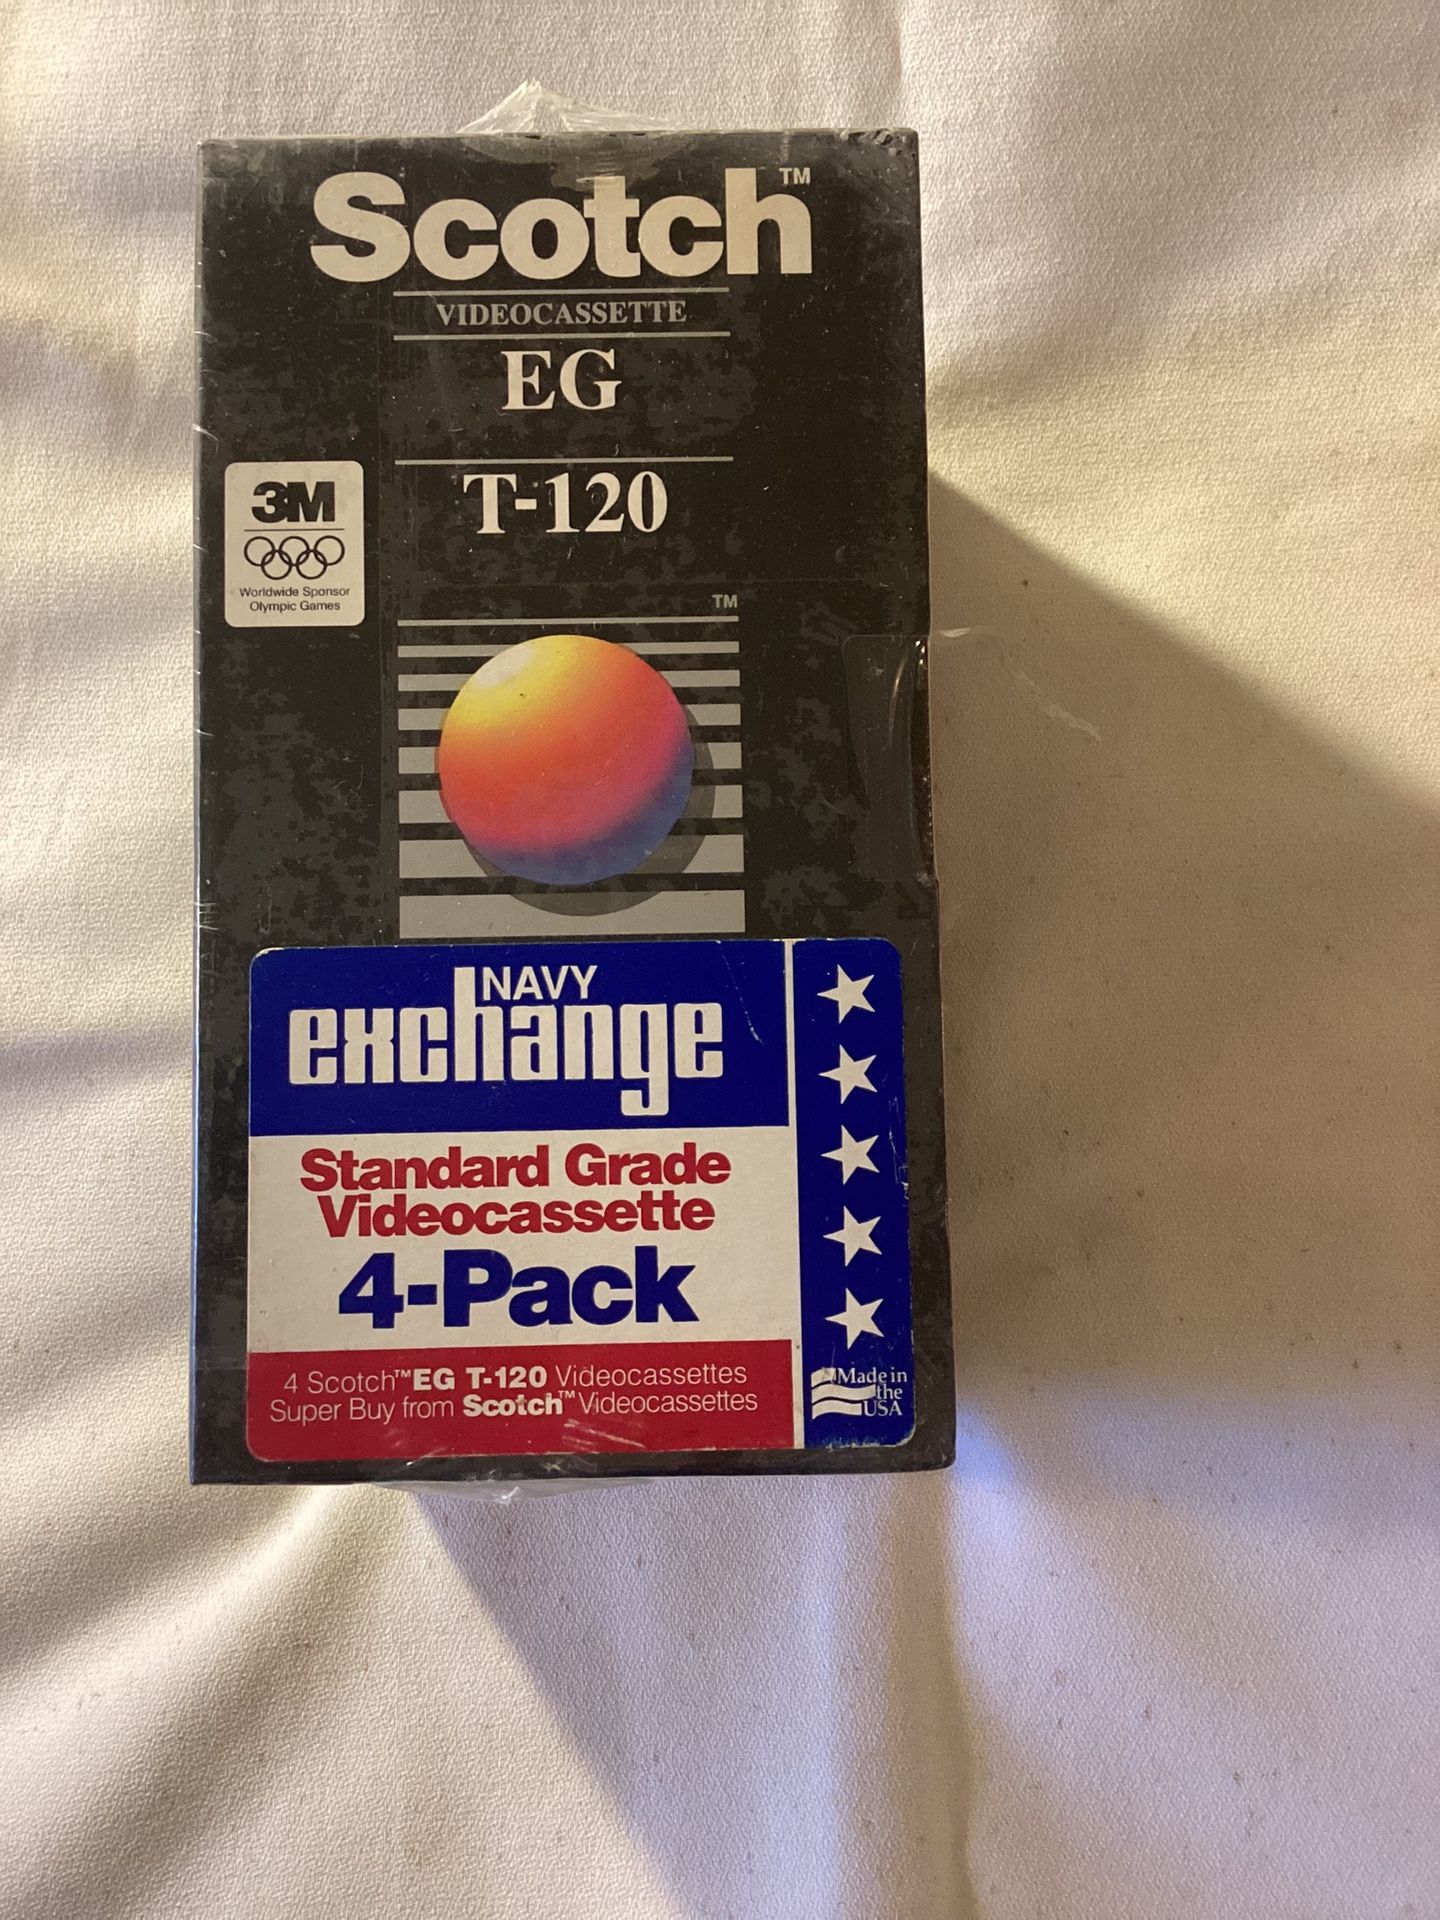 Scotch™
VIDEOCASSETTE
EG
T-120
3M
Worldwide Sponsor
Olympic Games
TM
NAVY
exchange
Standard Grade
Videocassette
4-Pack
4 Scotch™ EG T-120 Videocassettes
Super Buy from Scotch™ Videocassettes
Made in
the
USA